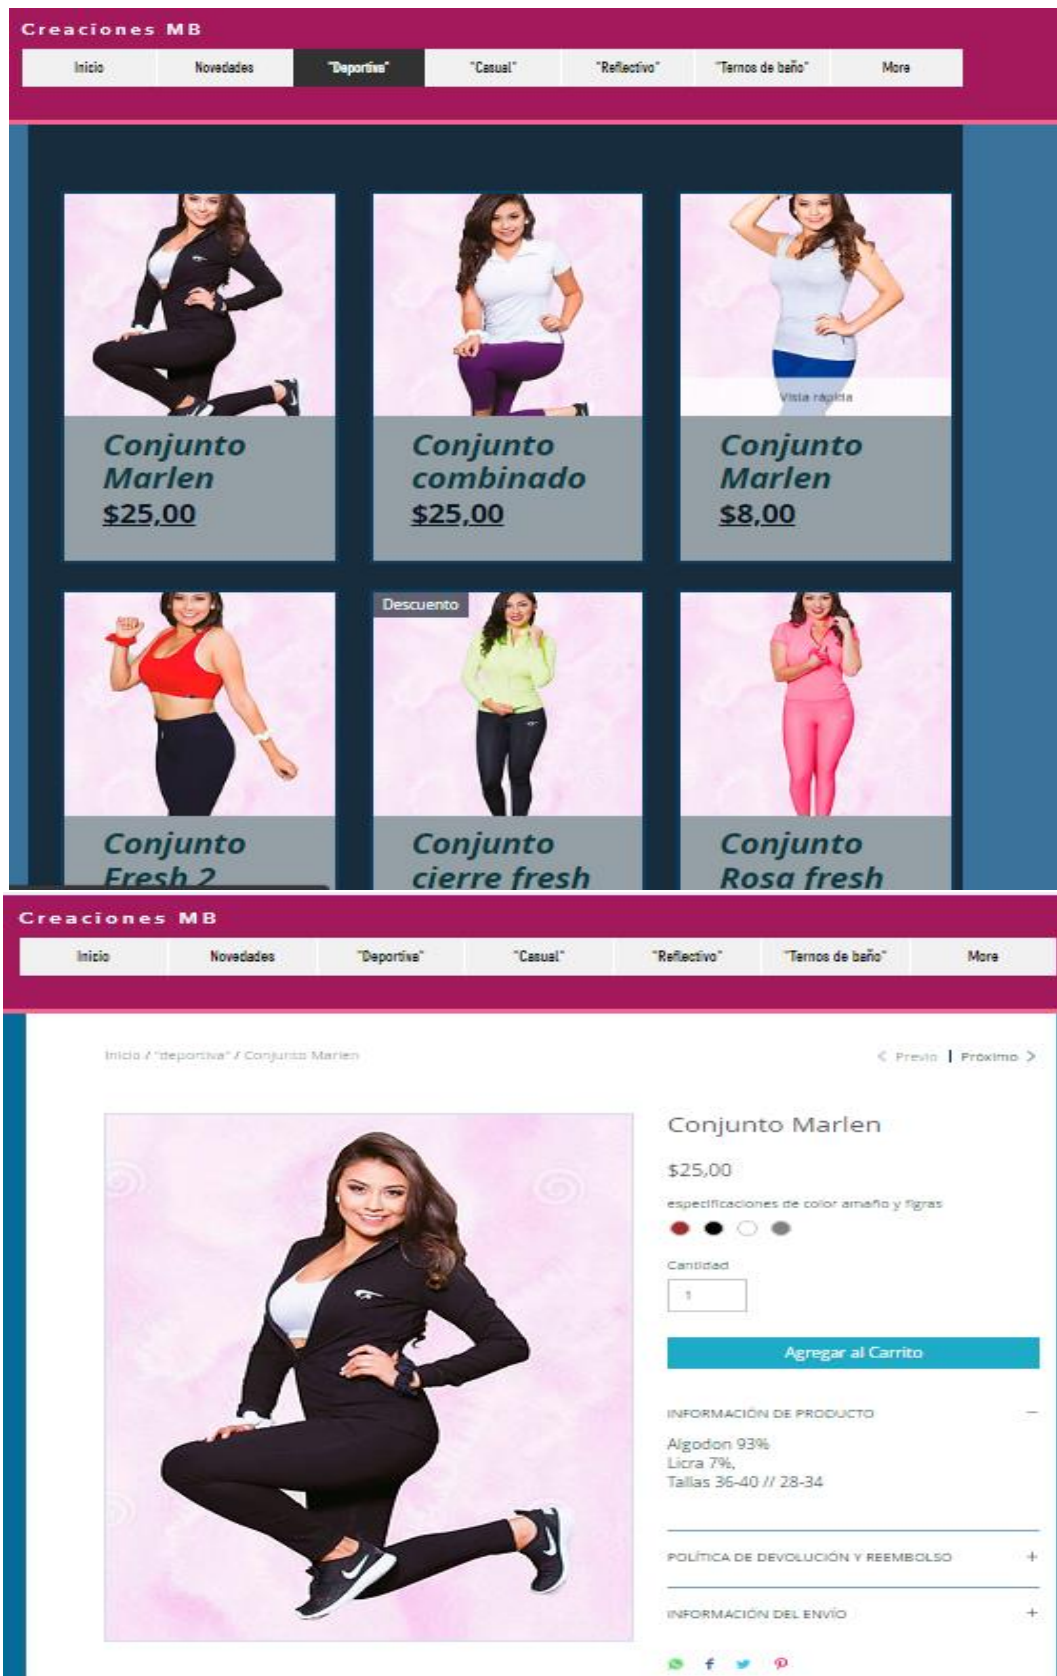 Creaciones MB
Inicio Novedades "Deportiva" "Casual" "Reflectivo" "Ternos de baño" More
Vista rápida
Conjunto
Marlen
$25,00
Conjunto
combinado
$25,00
Conjunto
Marlen
$8,00
Descuento
Conjunto
Fresh 2
Conjunto
cierre fresh
Conjunto
Rosa fresh
Creaciones MB
Inicio Novedades "Deportiva" "Casual" "Reflectivo" "Ternos de baño" More
Inicio / "deportiva" / Conjunto Marlen
< Previo | Próximo >
Conjunto Marlen
$25,00
especificaciones de color amaño y figras
Cantidad
1
Agregar al Carrito
INFORMACIÓN DE PRODUCTO −
Algodon 93%
Licra 7%,
Tallas 36-40 // 28-34
POLÍTICA DE DEVOLUCIÓN Y REEMBOLSO +
INFORMACIÓN DEL ENVÍO +